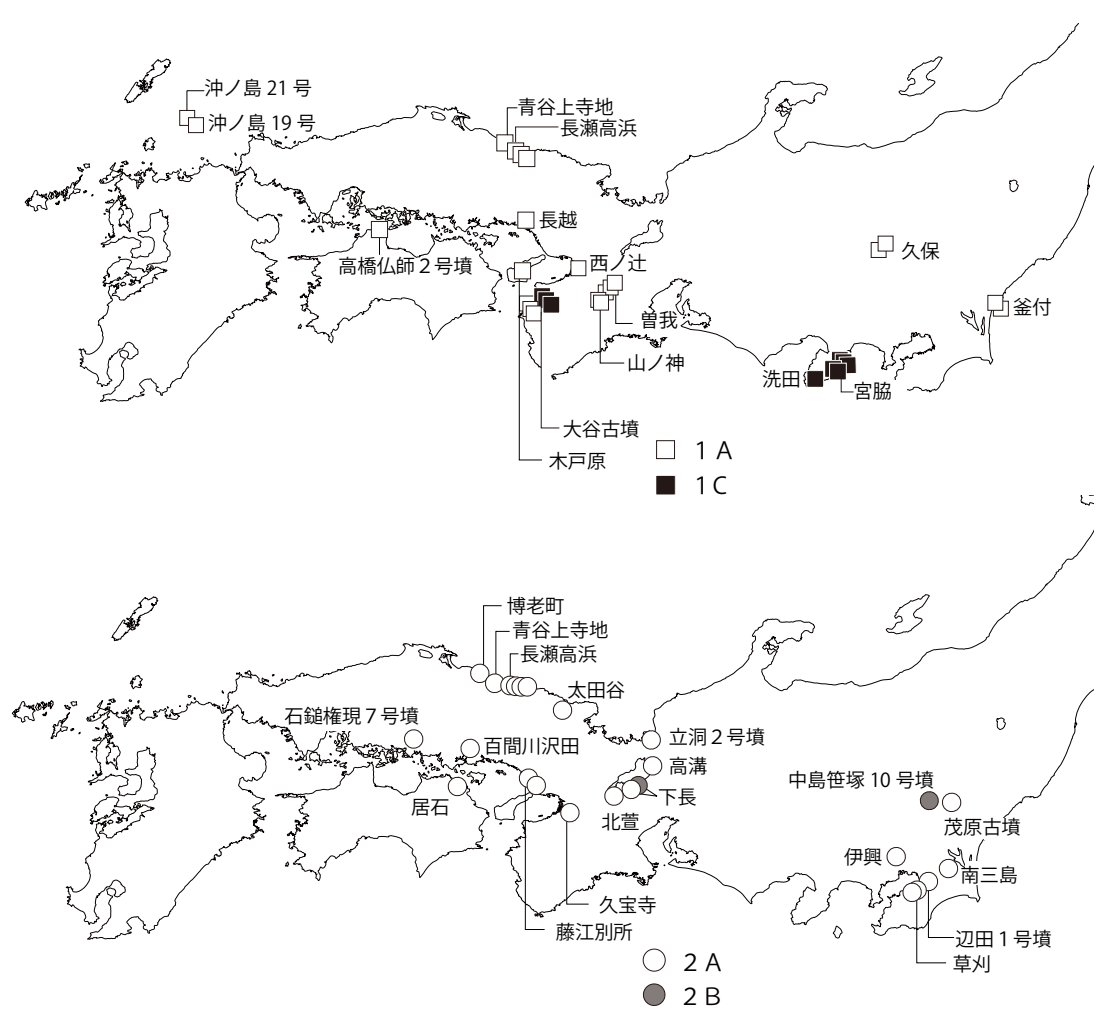 沖ノ島 21 号
沖ノ島 19 号
青谷上寺地
長瀬高浜
長越
高橋仏師２号墳
西ノ辻
曽我
山ノ神
久保
釜付
洗田
宮脇
大谷古墳
木戸原
１Ａ
１Ｃ
博老町
青谷上寺地
長瀬高浜
太田谷
石鎚権現７号墳
百間川沢田
立洞２号墳
高溝
下長
居石
北萱
中島笹塚 10 号墳
茂原古墳
伊興
南三島
久宝寺
藤江別所
辺田１号墳
草刈
２Ａ
２Ｂ